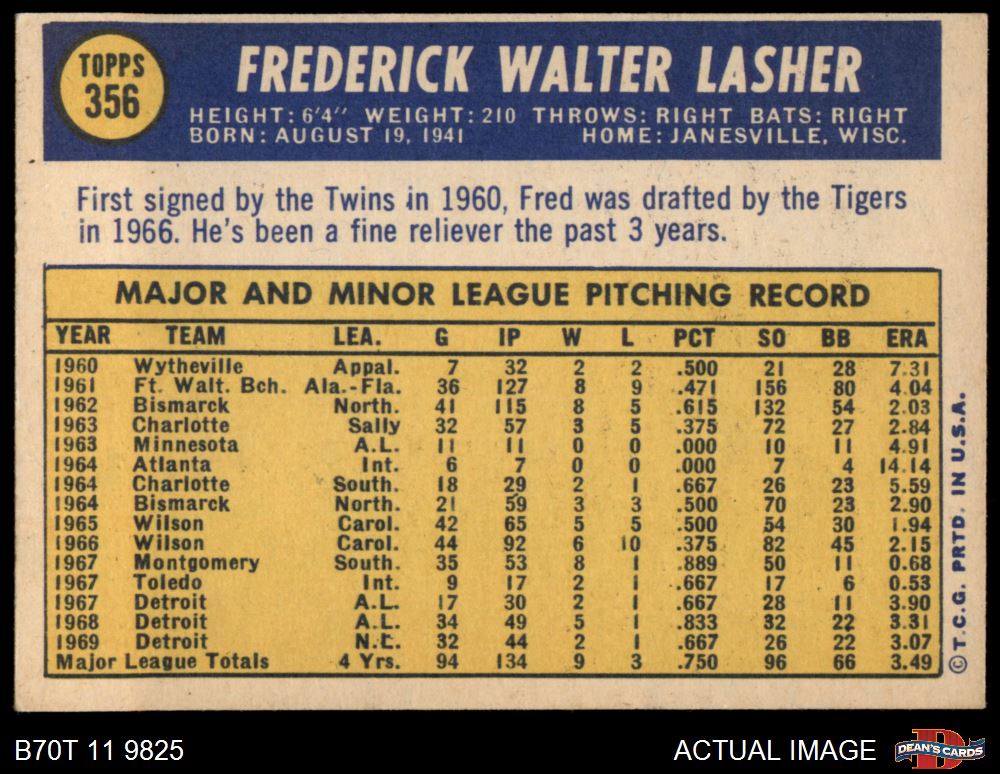 TOPPS
356
FREDERICK WALTER LASHER
HEIGHT: 6'4" WEIGHT: 210 THROWS: RIGHT BATS: RIGHT
BORN: AUGUST 19, 1941 HOME: JANESVILLE, WISC.
First signed by the Twins in 1960, Fred was drafted by the Tigers
in 1966. He's been a fine reliever the past 3 years.
MAJOR AND MINOR LEAGUE PITCHING RECORD
YEAR TEAM LEA. G IP W L PCT SO BB ERA
1960 Wytheville Appal. 7 32 2 2 .500 21 28 7.31
1961 Ft. Walt. Bch. Ala.-Fla. 36 127 8 9 .471 156 80 4.04
1962 Bismarck North. 41 115 8 5 .615 132 54 2.03
1963 Charlotte Sally 32 57 3 5 .375 72 27 2.84
1963 Minnesota A.L. 11 11 0 0 .000 10 11 4.91
1964 Atlanta Int. 6 7 0 0 .000 7 4 14.14
1964 Charlotte South. 18 29 2 1 .667 26 23 5.59
1964 Bismarck North. 21 59 3 3 .500 70 23 2.90
1965 Wilson Carol. 42 65 5 5 .500 54 30 1.94
1966 Wilson Carol. 44 92 6 10 .375 82 45 2.15
1967 Montgomery South. 35 53 8 1 .889 50 11 0.68
1967 Toledo Int. 9 17 2 1 .667 17 6 0.53
1967 Detroit A.L. 17 30 2 1 .667 28 11 3.90
1968 Detroit A.L. 34 49 5 1 .833 32 22 3.31
1969 Detroit N.L. 32 44 2 1 .667 26 22 3.07
Major League Totals 4 Yrs. 94 134 9 3 .750 96 66 3.49
© T.C.G. PRTD. IN U.S.A.
B70T 11 9825
ACTUAL IMAGE
DEAN'S CARDS